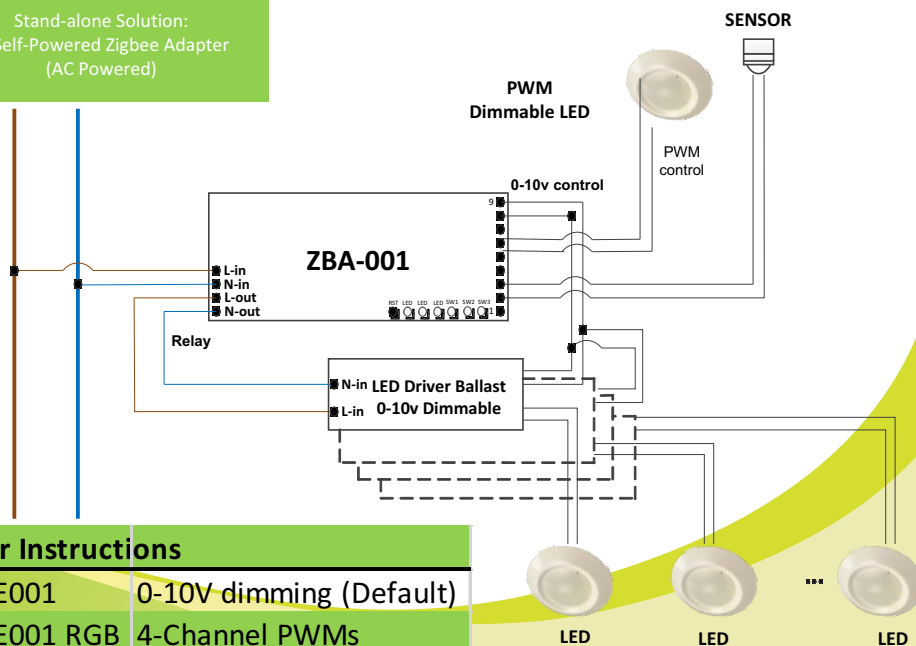 Stand-alone Solution:
Self-Powered Zigbee Adapter
(AC Powered)
SENSOR
PWM
Dimmable LED
PWM
control
0-10v control
9
ZBA-001
L-in
N-in
L-out
N-out
RST LED LED LED SW1 SW2 SW3
1
Relay
N-in LED Driver Ballast
L-in 0-10v Dimmable
r Instructions
E001 0-10V dimming (Default)
E001 RGB 4-Channel PWMs
...
LED LED LED